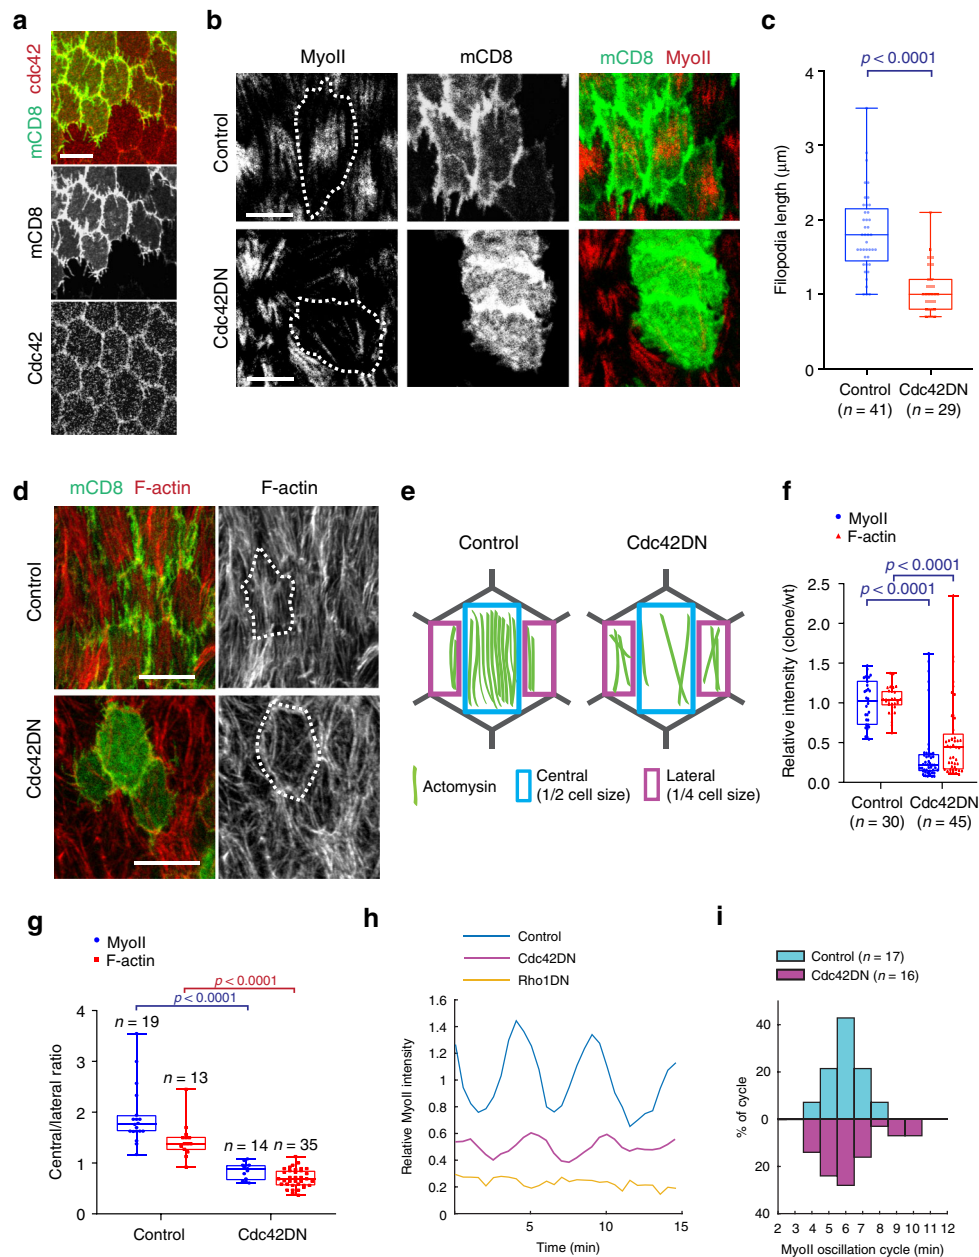 a
mCD8 cdc42
mCD8
Cdc42
b
MyoII
mCD8
mCD8 MyoII
Control
Cdc42DN
c
p < 0.0001
Filopodia length (μm)
4
3
2
1
0
Control
(n = 41)
Cdc42DN
(n = 29)
d
mCD8 F-actin
F-actin
Control
Cdc42DN
e
Control
Cdc42DN
Actomysin
Central
(1/2 cell size)
Lateral
(1/4 cell size)
f
MyoII
F-actin
p < 0.0001
p < 0.0001
Relative intensity (clone/wt)
2.5
2.0
1.5
1.0
0.5
0.0
Control
(n = 30)
Cdc42DN
(n = 45)
g
MyoII
F-actin
p < 0.0001
p < 0.0001
n = 19
n = 13
n = 14
n = 35
Central/lateral ratio
4
3
2
1
0
Control
Cdc42DN
h
Control
Cdc42DN
Rho1DN
Relative MyoII intensity
1.6
1.4
1.2
1
0.8
0.6
0.4
0.2
0
5
10
15
Time (min)
i
Control (n = 17)
Cdc42DN (n = 16)
% of cycle
40
20
0
20
40
2 3 4 5 6 7 8 9 10 11 12
MyoII oscillation cycle (min)